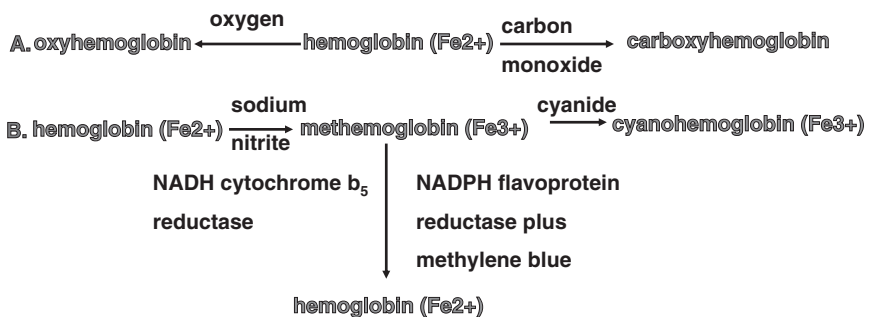 oxygen
A. oxyhemoglobin hemoglobin (Fe2+) carbon carboxyhemoglobin
monoxide
sodium cyanide
B. hemoglobin (Fe2+) methemoglobin (Fe3+) cyanohemoglobin (Fe3+)
nitrite
NADH cytochrome b5 NADPH flavoprotein
reductase reductase plus
methylene blue
hemoglobin (Fe2+)